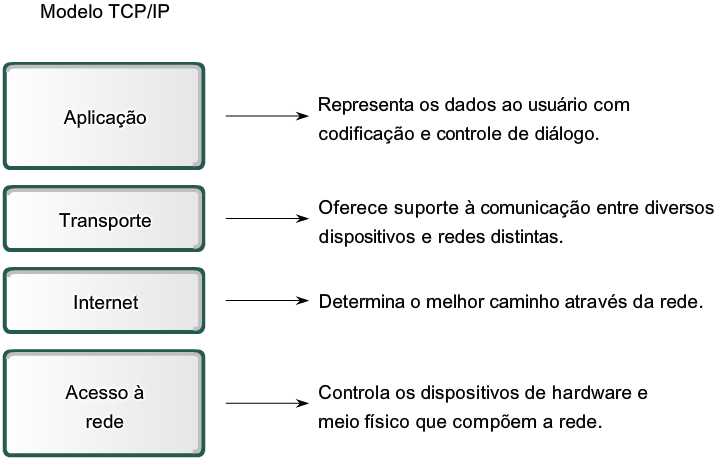 Modelo TCP/IP
Aplicação
Representa os dados ao usuário com
codificação e controle de diálogo.
Transporte
Oferece suporte à comunicação entre diversos
dispositivos e redes distintas.
Internet
Determina o melhor caminho através da rede.
Acesso à
rede
Controla os dispositivos de hardware e
meio físico que compõem a rede.